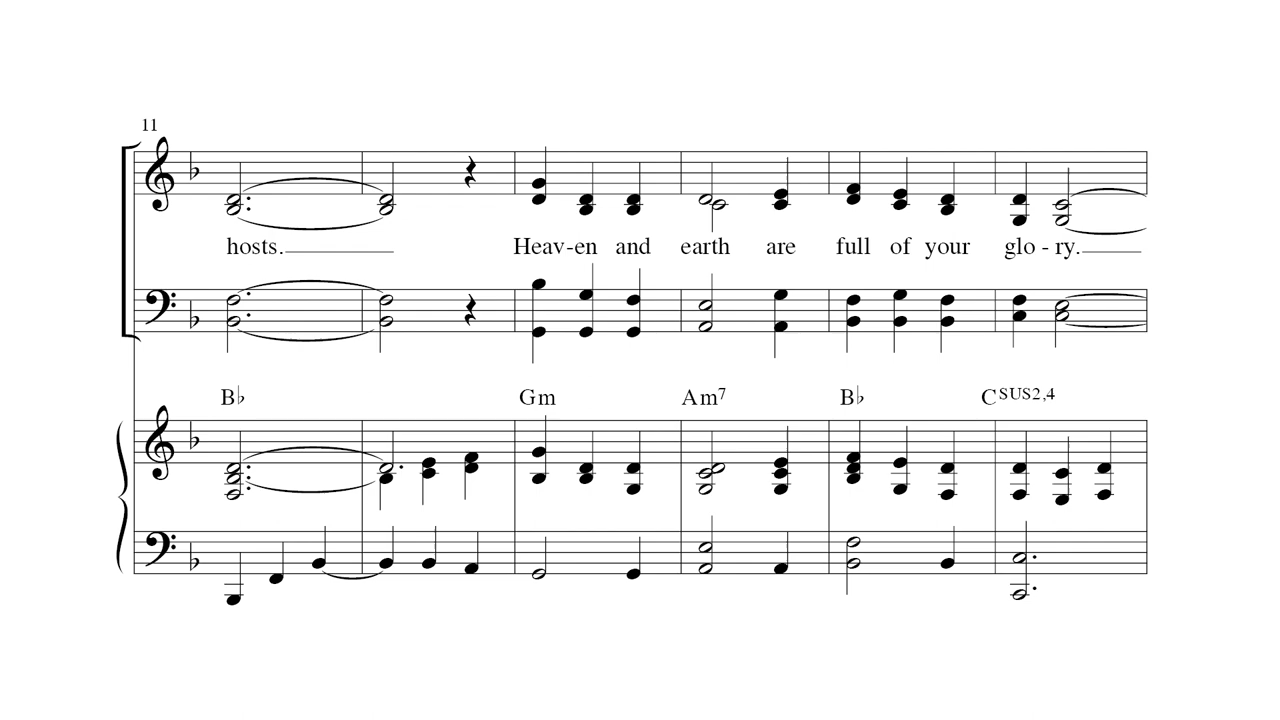 11
hosts. Heav-en and earth are full of your glo - ry.
B♭ Gm Am7 B♭ CSUS2,4